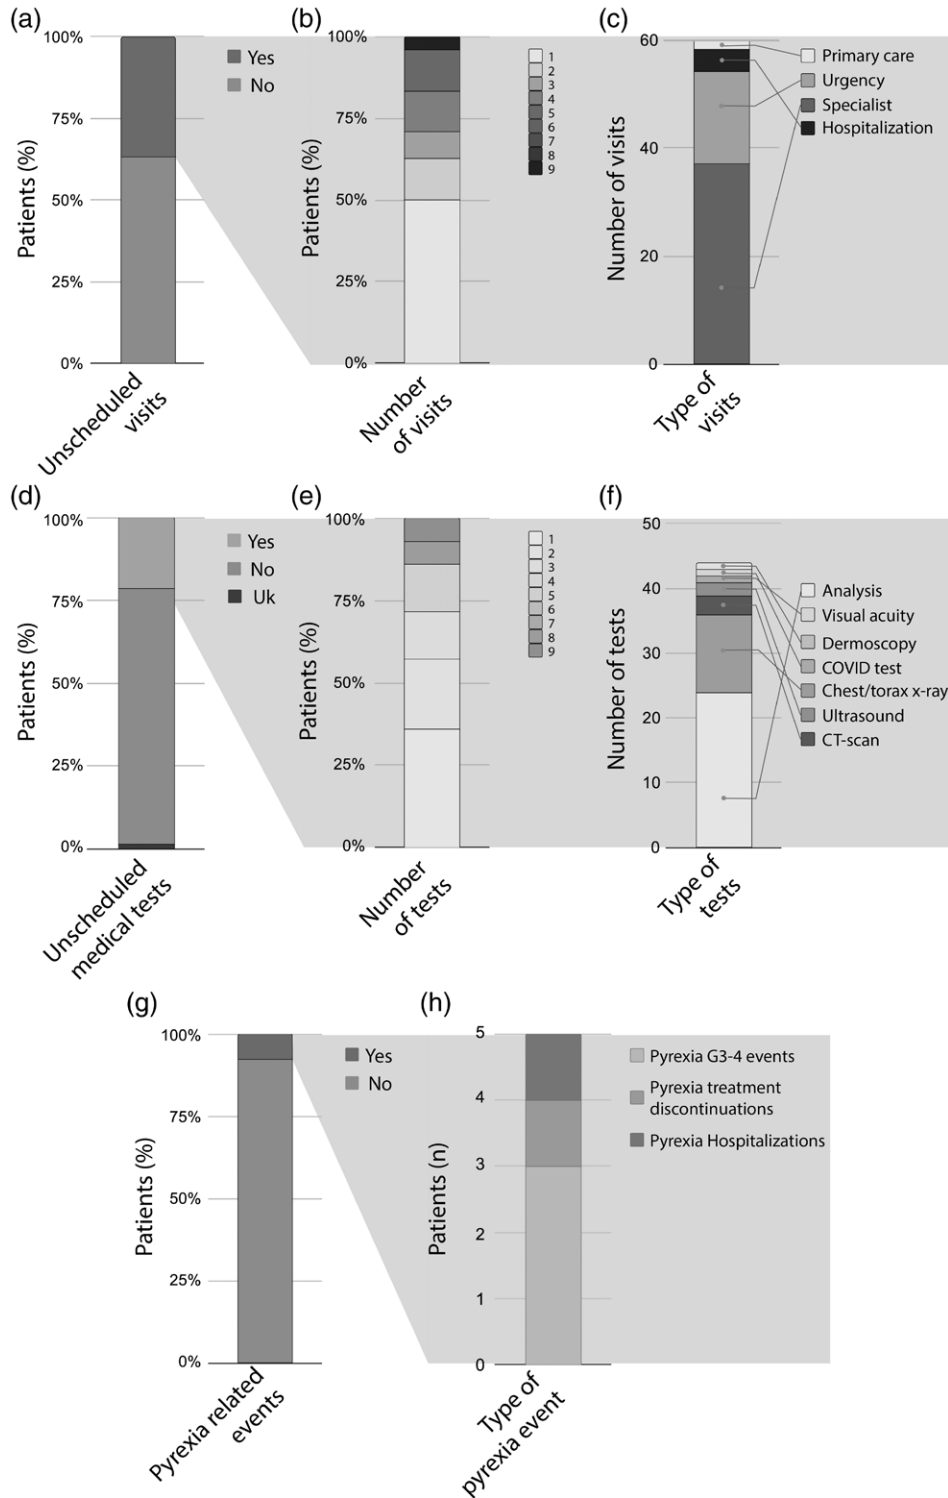 (a)
100%
75%
50%
25%
0%
Patients (%)
Unscheduled
visits
Yes
No
(b)
100%
75%
50%
25%
0%
Patients (%)
Number
of visits
1
2
3
4
5
6
7
8
9
(c)
60
40
20
0
Number of visits
Type of
visits
Primary care
Urgency
Specialist
Hospitalization
(d)
100%
75%
50%
25%
0%
Patients (%)
Unscheduled
medical tests
Yes
No
Uk
(e)
100%
75%
50%
25%
0%
Patients (%)
Number
of tests
1
2
3
4
5
6
7
8
9
(f)
50
40
30
20
10
0
Number of tests
Type of
tests
Analysis
Visual acuity
Dermoscopy
COVID test
Chest/torax x-ray
Ultrasound
CT-scan
(g)
100%
75%
50%
25%
0%
Patients (%)
Pyrexia related
events
Yes
No
(h)
5
4
3
2
1
0
Patients (n)
Type of
pyrexia event
Pyrexia G3-4 events
Pyrexia treatment
discontinuations
Pyrexia Hospitalizations